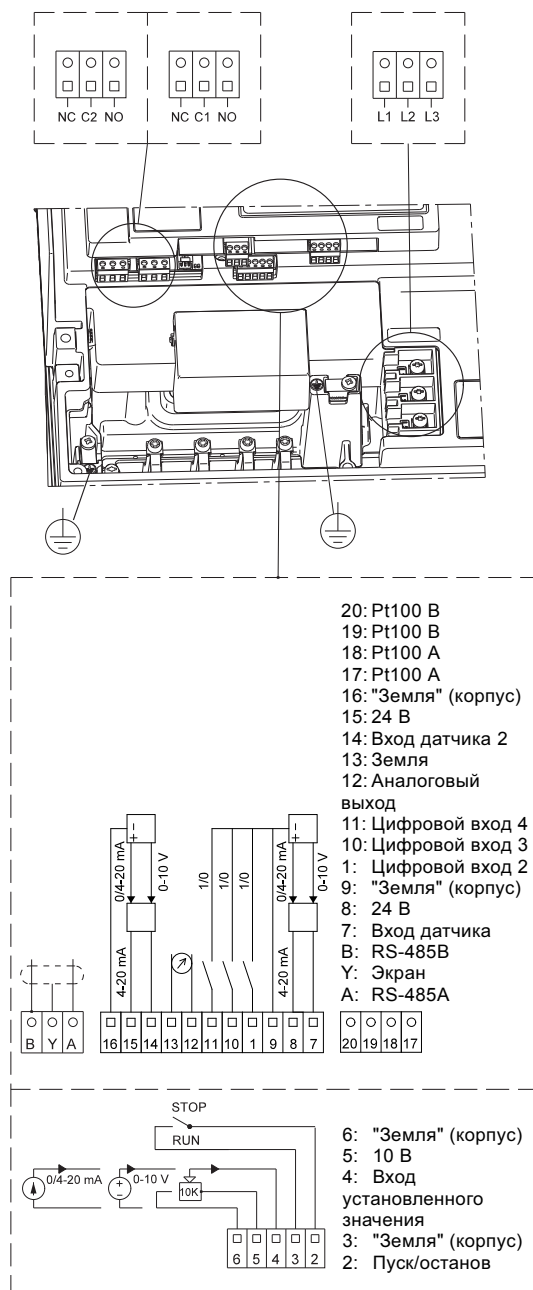 NC C2 NO
NC C1 NO
L1 L2 L3
20: Pt100 B
19: Pt100 B
18: Pt100 A
17: Pt100 A
16: "Земля" (корпус)
15: 24 В
14: Вход датчика 2
13: Земля
12: Аналоговый
выход
11: Цифровой вход 4
10: Цифровой вход 3
1: Цифровой вход 2
9: "Земля" (корпус)
8: 24 В
7: Вход датчика
B: RS-485B
Y: Экран
A: RS-485A
- +
0/4-20 mA
0-10 V
4-20 mA
1/0
1/0
1/0
- +
0/4-20 mA
0-10 V
4-20 mA
B Y A
16 15 14 13 12 11 10 1 9 8 7
20 19 18 17
STOP
RUN
0/4-20 mA
+
-
0-10 V
10K
6 5 4 3 2
6: "Земля" (корпус)
5: 10 В
4: Вход
установленного
значения
3: "Земля" (корпус)
2: Пуск/останов